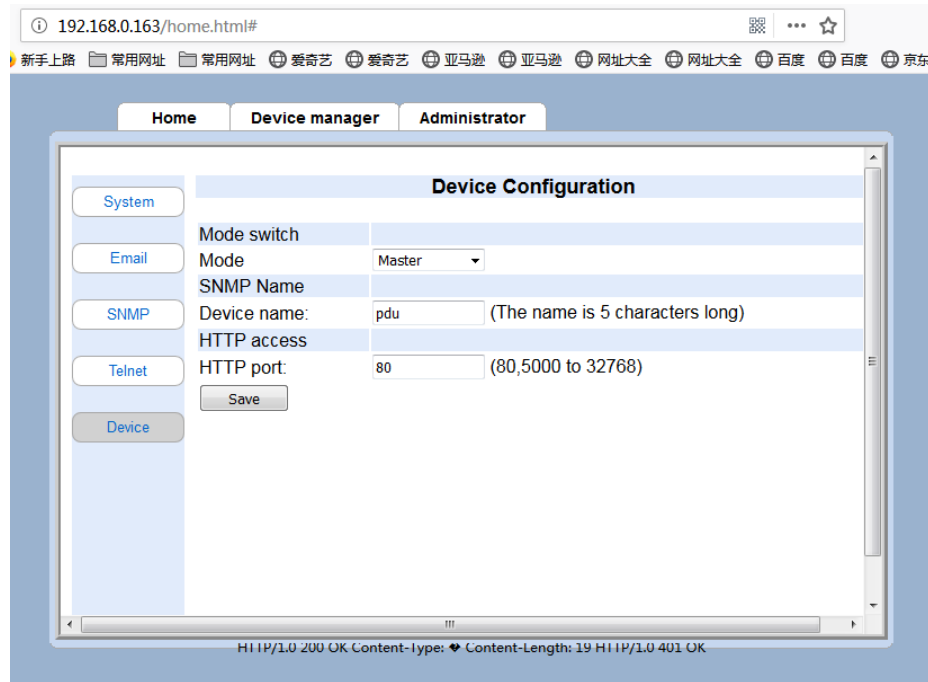 192.168.0.163/home.html#
新手上路 常用网址 常用网址 爱奇艺 爱奇艺 亚马逊 亚马逊 网址大全 网址大全 百度 百度 京东
Home Device manager Administrator
Device Configuration
System
Mode switch
Email
Mode Master
SNMP Name
SNMP
Device name: pdu (The name is 5 characters long)
HTTP access
Telnet
HTTP port: 80 (80,5000 to 32768)
Save
Device
HTTP/1.0 200 OK Content-Type: � Content-Length: 19 HTTP/1.0 401 OK